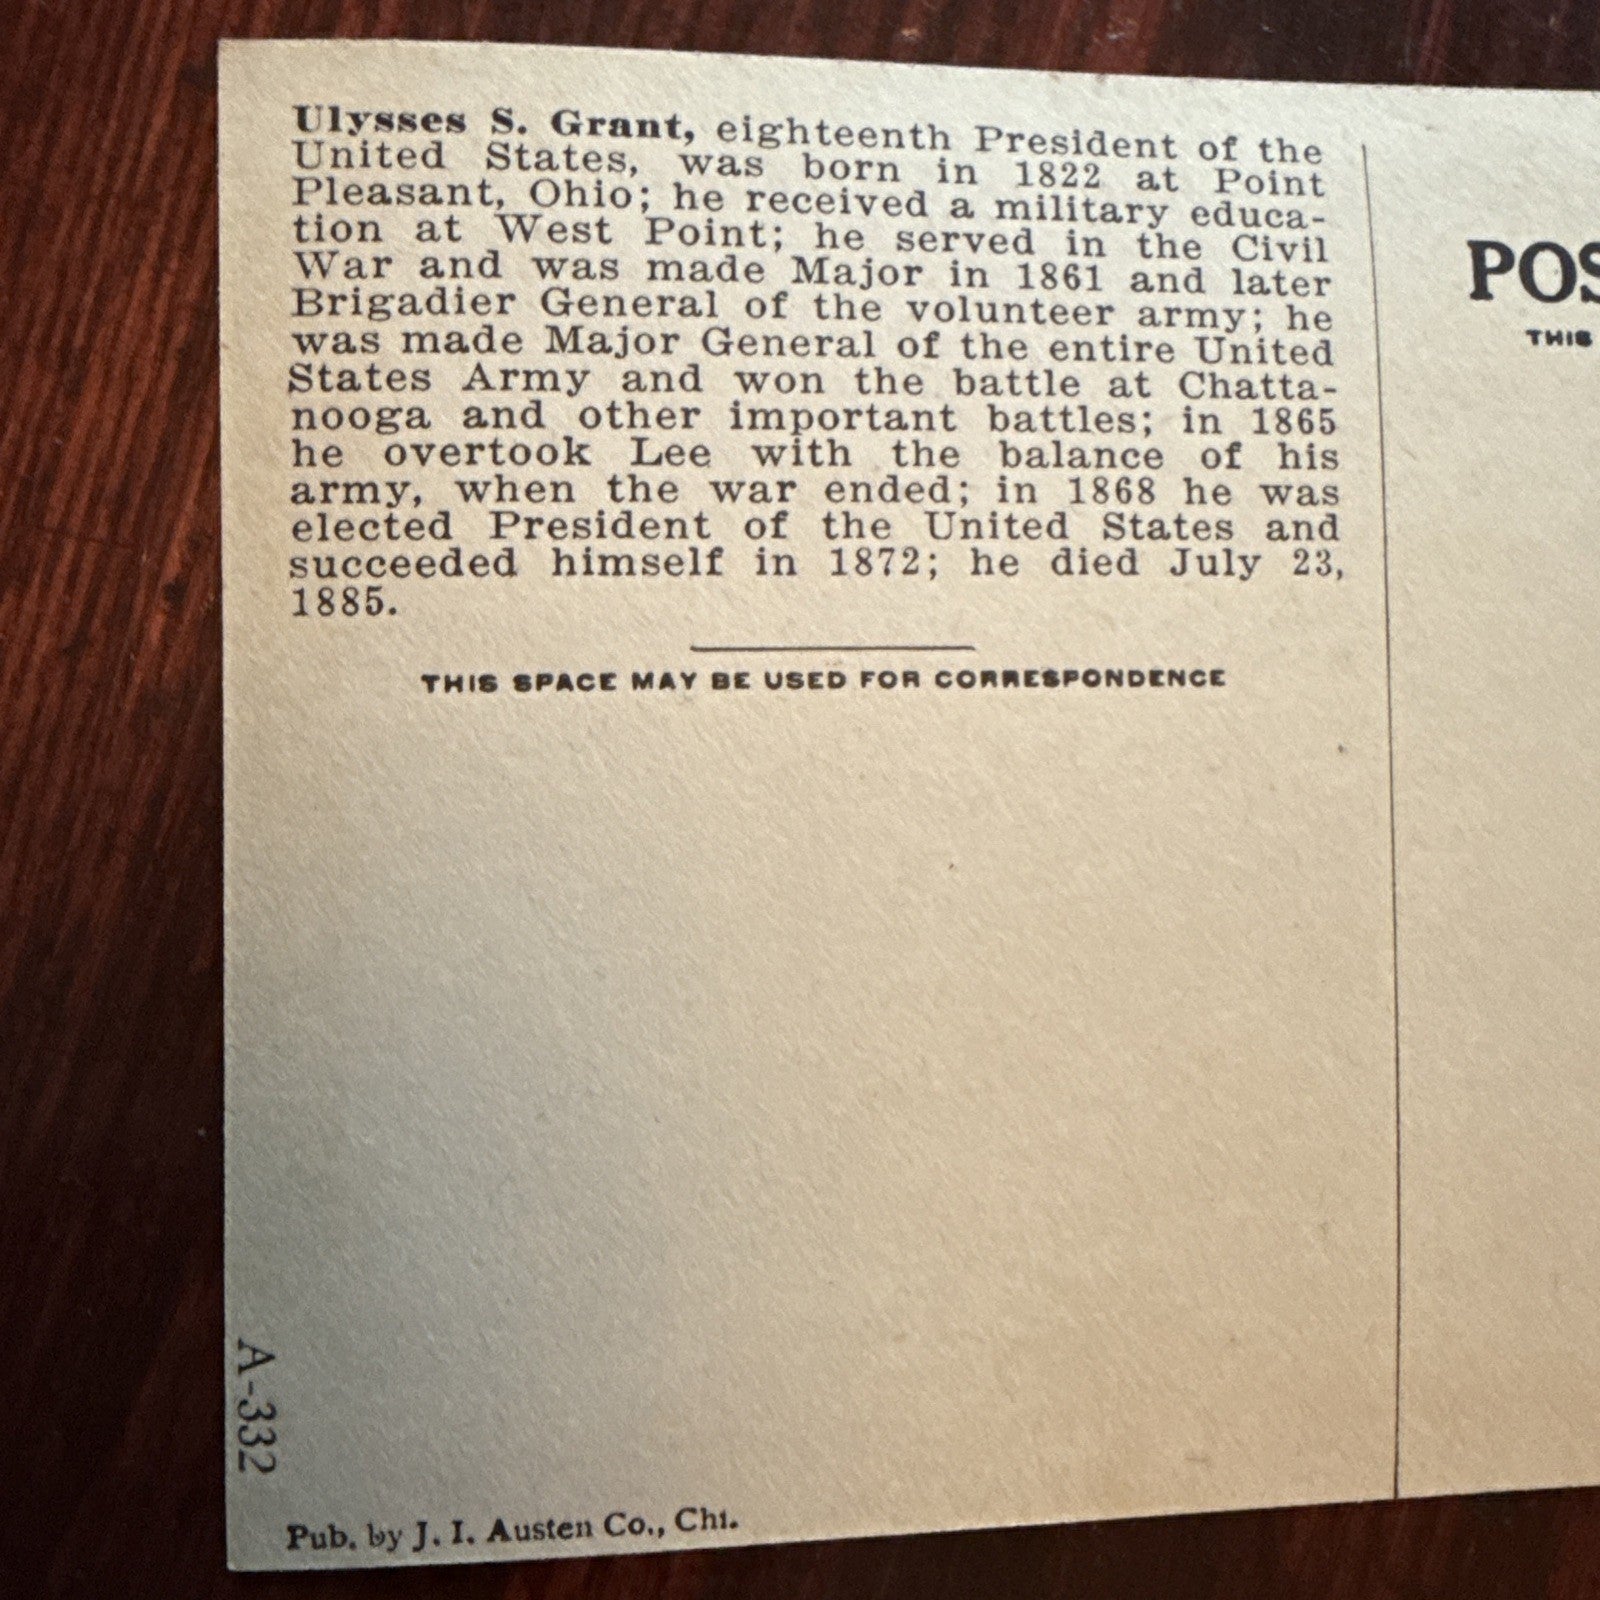 Ulysses S. Grant, eighteenth President of the
United States, was born in 1822 at Point
Pleasant, Ohio; he received a military educa-
tion at West Point; he served in the Civil
War and was made Major in 1861 and later
Brigadier General of the volunteer army; he
was made Major General of the entire United
States Army and won the battle at Chatta-
nooga and other important battles; in 1865
he overtook Lee with the balance of his
army, when the war ended; in 1868 he was
elected President of the United States and
succeeded himself in 1872; he died July 23,
1885.
THIS SPACE MAY BE USED FOR CORRESPONDENCE
A-332
Pub. by J. I. Austen Co., Chi.
POS
THIS